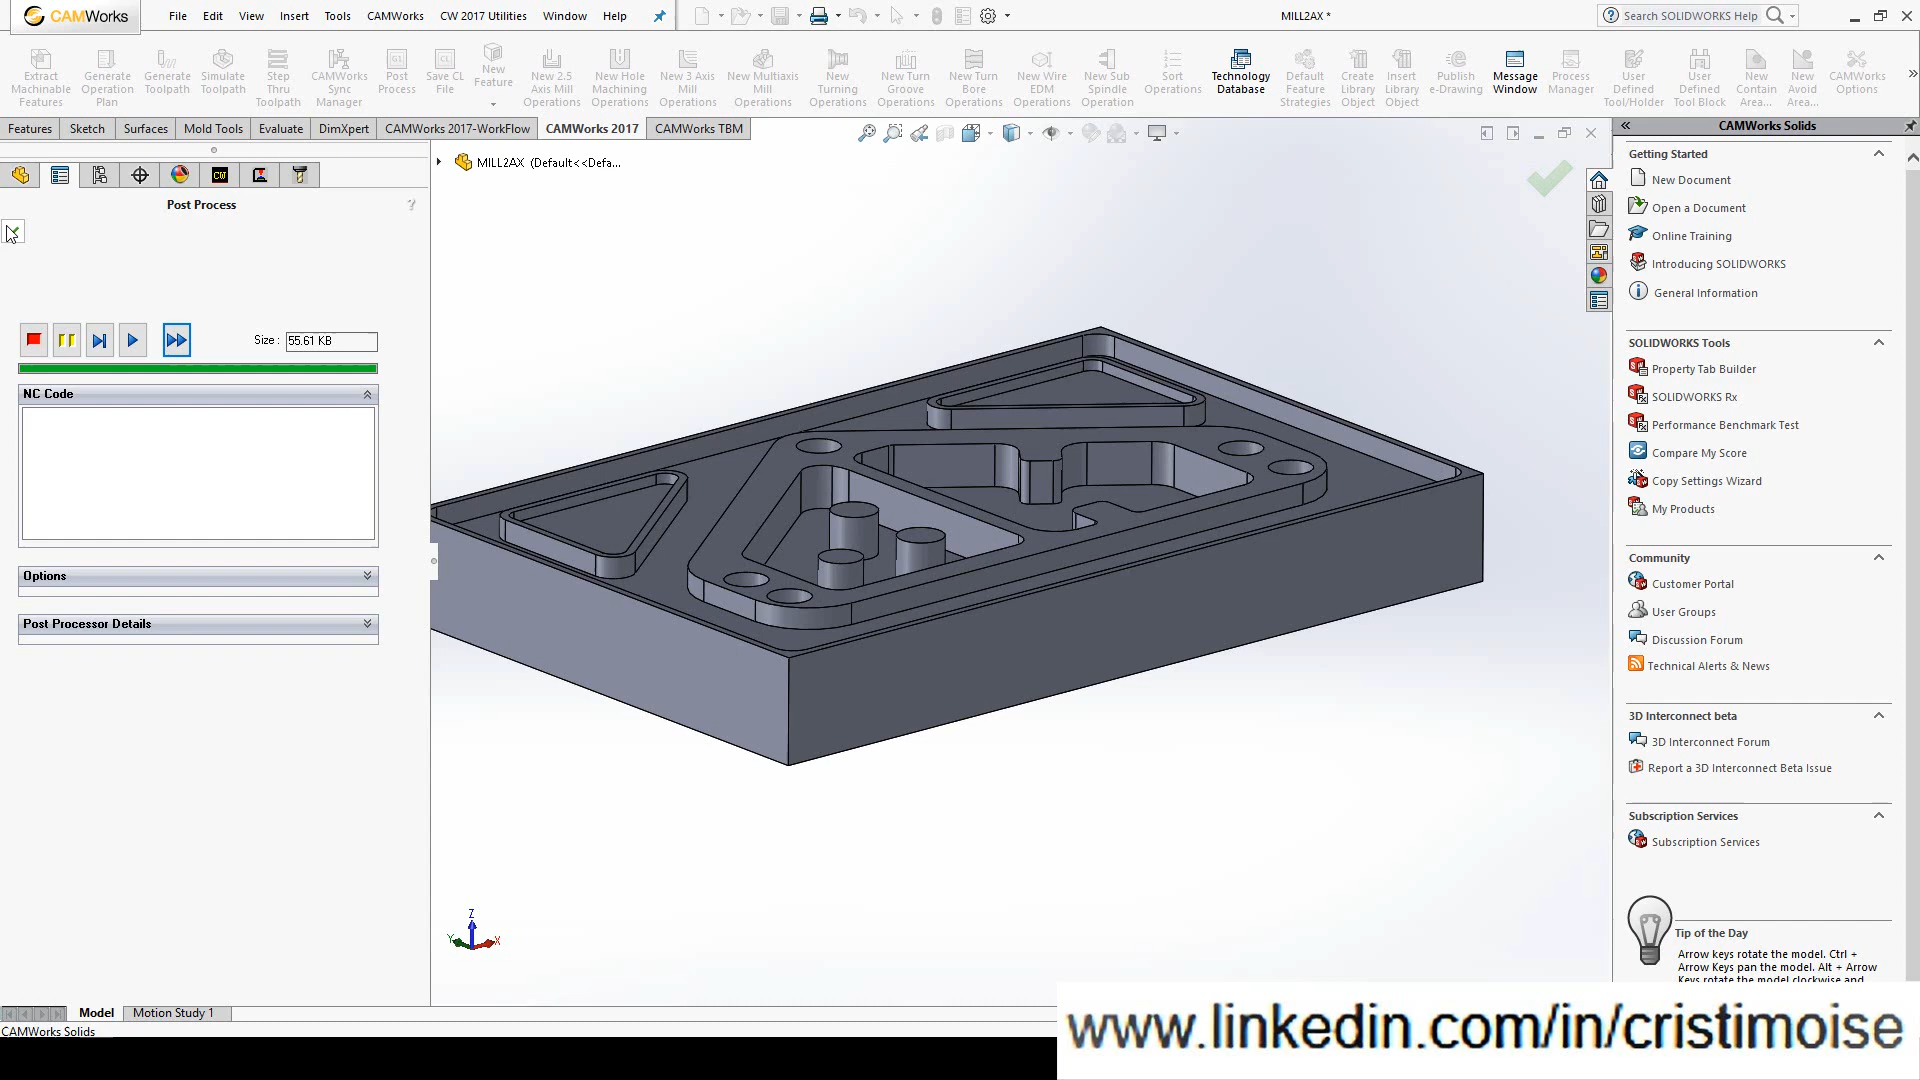 CAMWorks
File Edit View Insert Tools CAMWorks CW 2017 Utilities Window Help
MILL2AX *
Search SOLIDWORKS Help
Extract Machinable Features
Generate Operation Plan
Generate Toolpath
Simulate Toolpath
Step Thru Toolpath
CAMWorks Sync Manager
Post Process
Save CL File
New Feature
New 2.5 Axis Mill Operations
New Hole Machining Operations
New 3 Axis Mill Operations
New Multiaxis Mill Operations
New Turning Operations
New Turn Groove Operations
New Turn Bore Operations
New Wire EDM Operations
New Sub Spindle Operation
Sort Operations
Technology Database
Default Feature Strategies
Create Library Object
Insert Library Object
Publish e-Drawing
Message Window
Process Manager
User Defined Tool/Holder
User Defined Tool Block
New Contain Area...
New Avoid Area...
CAMWorks Options
Features Sketch Surfaces Mold Tools Evaluate DimXpert CAMWorks 2017-WorkFlow CAMWorks 2017 CAMWorks TBM
Post Process
?
Size : 55.61 KB
NC Code
Options
Post Processor Details
MILL2AX (Default<<Defa...
Z
Y X
CAMWorks Solids
Getting Started
New Document
Open a Document
Online Training
Introducing SOLIDWORKS
General Information
SOLIDWORKS Tools
Property Tab Builder
SOLIDWORKS Rx
Performance Benchmark Test
Compare My Score
Copy Settings Wizard
My Products
Community
Customer Portal
User Groups
Discussion Forum
Technical Alerts & News
3D Interconnect beta
3D Interconnect Forum
Report a 3D Interconnect Beta Issue
Subscription Services
Subscription Services
Tip of the Day
Arrow keys rotate the model. Ctrl +
Arrow Keys pan the model. Alt + Arrow
Keys rotate the model clockwise and
Model Motion Study 1
CAMWorks Solids
www.linkedin.com/in/cristimoise